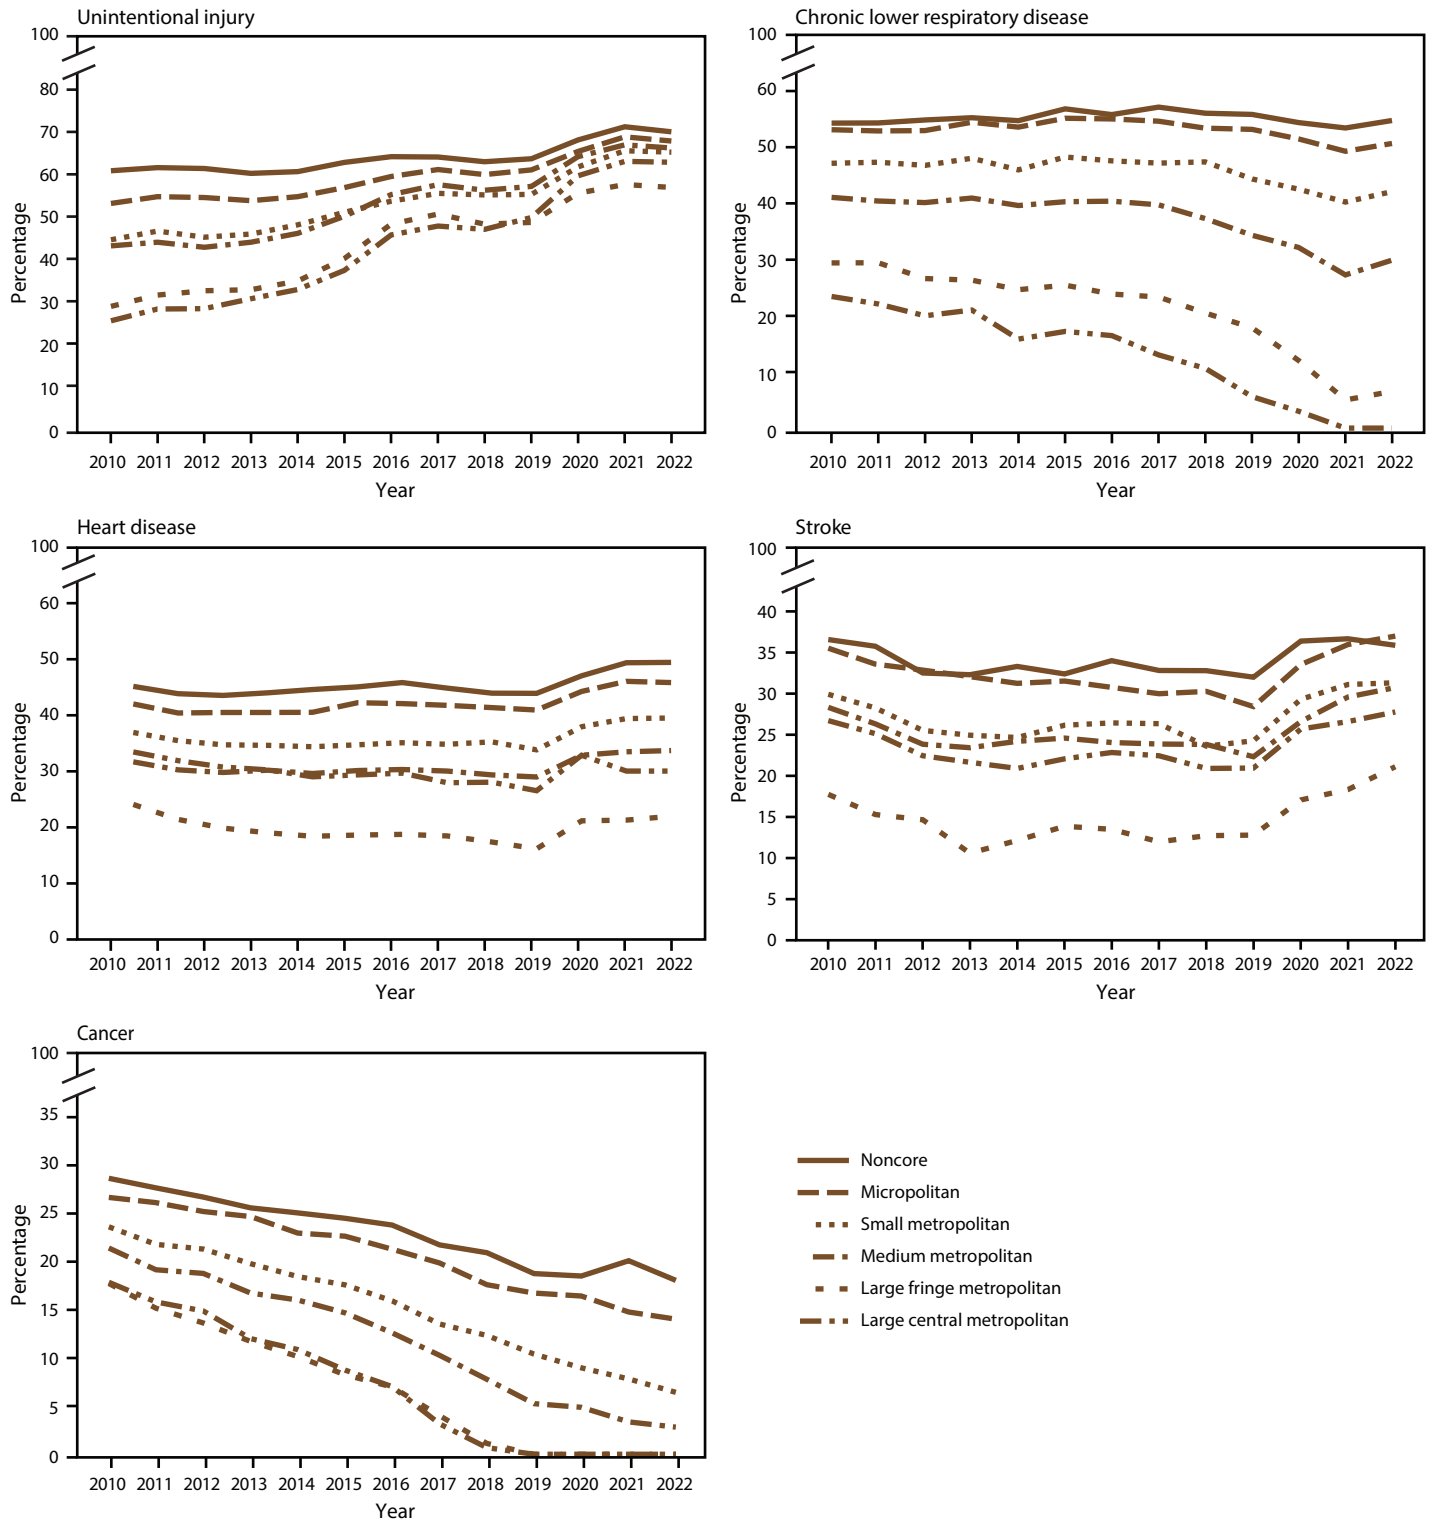 Unintentional injury
100
80
70
60
50
40
30
20
10
0
Percentage
2010 2011 2012 2013 2014 2015 2016 2017 2018 2019 2020 2021 2022
Year
Chronic lower respiratory disease
100
60
50
40
30
20
10
0
Percentage
2010 2011 2012 2013 2014 2015 2016 2017 2018 2019 2020 2021 2022
Year
Heart disease
100
60
50
40
30
20
10
0
Percentage
2010 2011 2012 2013 2014 2015 2016 2017 2018 2019 2020 2021 2022
Year
Stroke
100
40
35
30
25
20
15
10
5
0
Percentage
2010 2011 2012 2013 2014 2015 2016 2017 2018 2019 2020 2021 2022
Year
Cancer
100
35
30
25
20
15
10
5
0
Percentage
2010 2011 2012 2013 2014 2015 2016 2017 2018 2019 2020 2021 2022
Year
Noncore
Micropolitan
Small metropolitan
Medium metropolitan
Large fringe metropolitan
Large central metropolitan